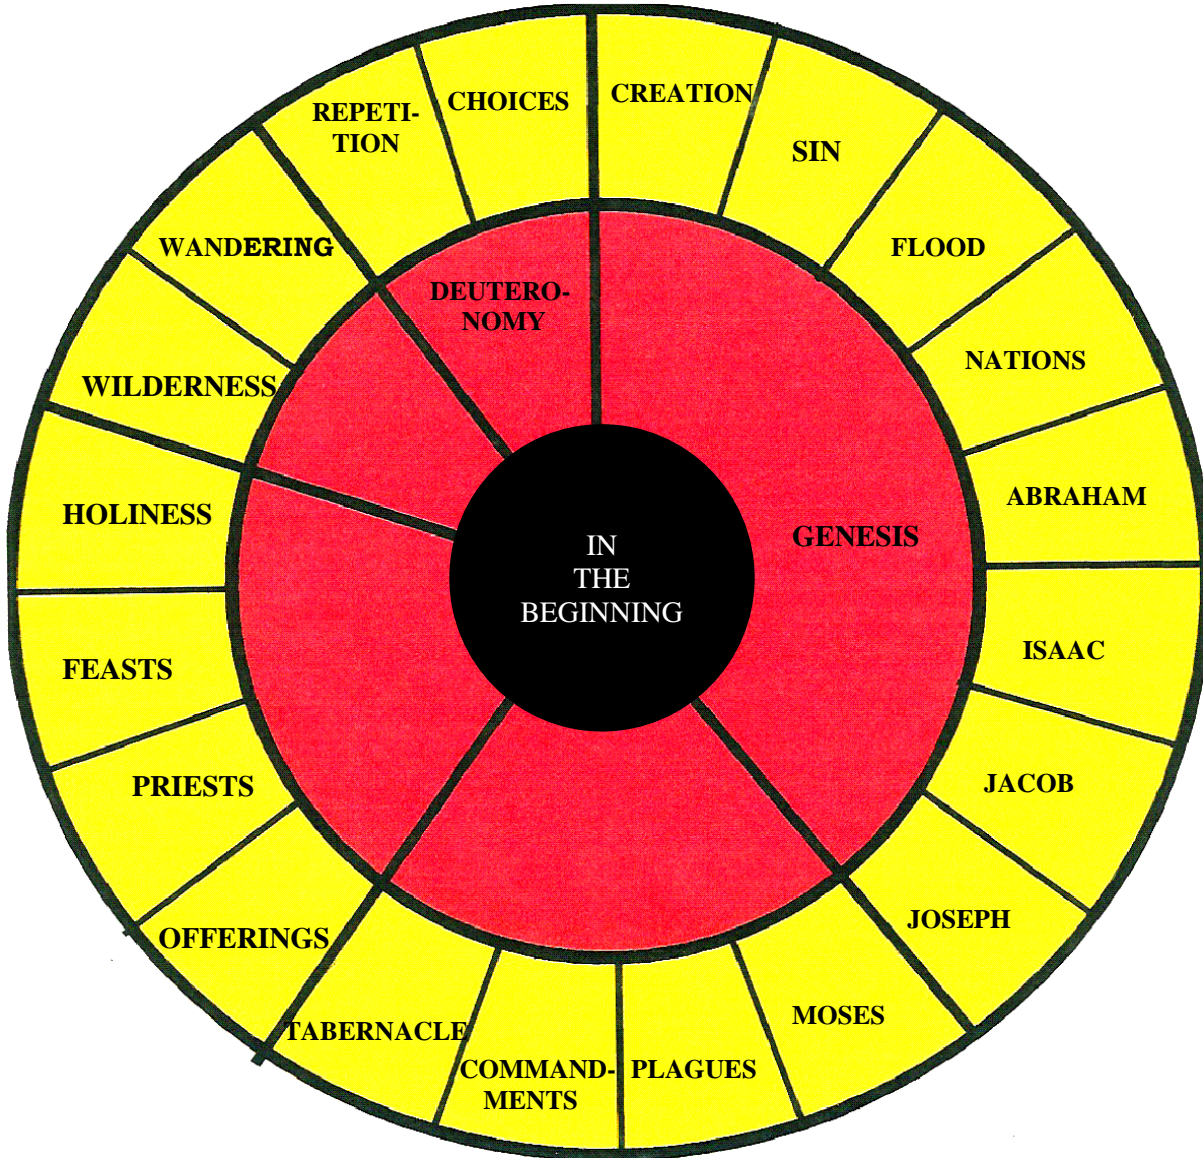 IN
THE
BEGINNING
GENESIS
DEUTERO-
NOMY
CREATION
SIN
FLOOD
NATIONS
ABRAHAM
ISAAC
JACOB
JOSEPH
MOSES
PLAGUES
COMMAND-
MENTS
TABERNACLE
OFFERINGS
PRIESTS
FEASTS
HOLINESS
WILDERNESS
WANDERING
REPETI-
TION
CHOICES